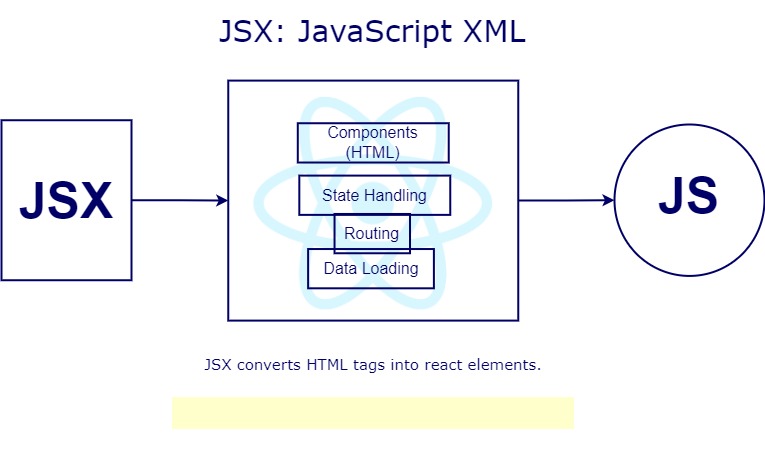 JSX: JavaScript XML
JSX
Components
(HTML)
State Handling
Routing
Data Loading
JS
JSX converts HTML tags into react elements.